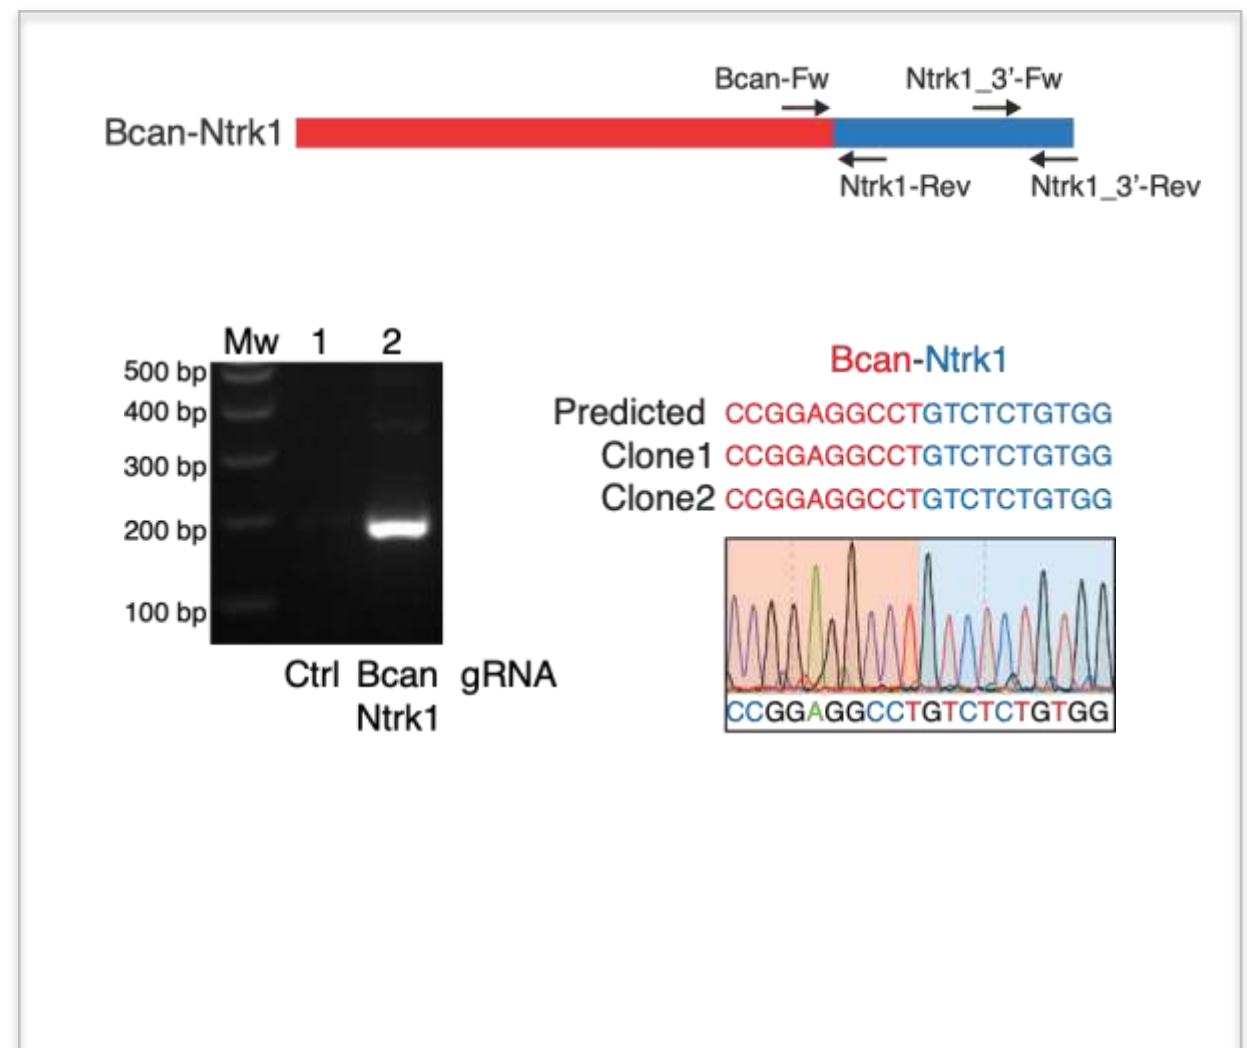 Bcan-Fw
Ntrk1_3’-Fw
Bcan-Ntrk1
Ntrk1-Rev
Ntrk1_3’-Rev
Mw 1 2
500 bp
400 bp
300 bp
200 bp
100 bp
Ctrl Bcan gRNA
Ntrk1
Bcan-Ntrk1
Predicted CCGGAGGCCTGTCTCTGTGG
Clone1 CCGGAGGCCTGTCTCTGTGG
Clone2 CCGGAGGCCTGTCTCTGTGG
CCGGAGGCCTGTCTCTGTGG